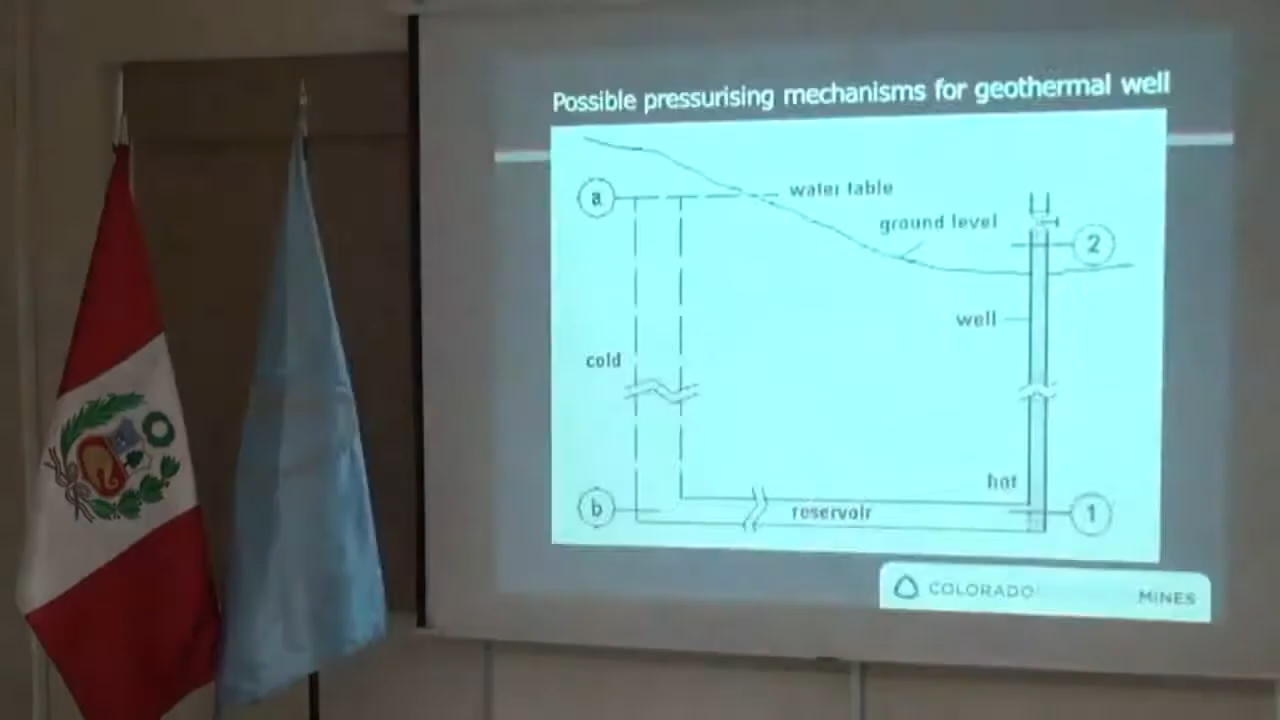 Possible pressurising mechanisms for geothermal well
a
water table
ground level
2
well
cold
hot
b
reservoir
1
COLORADO MINES